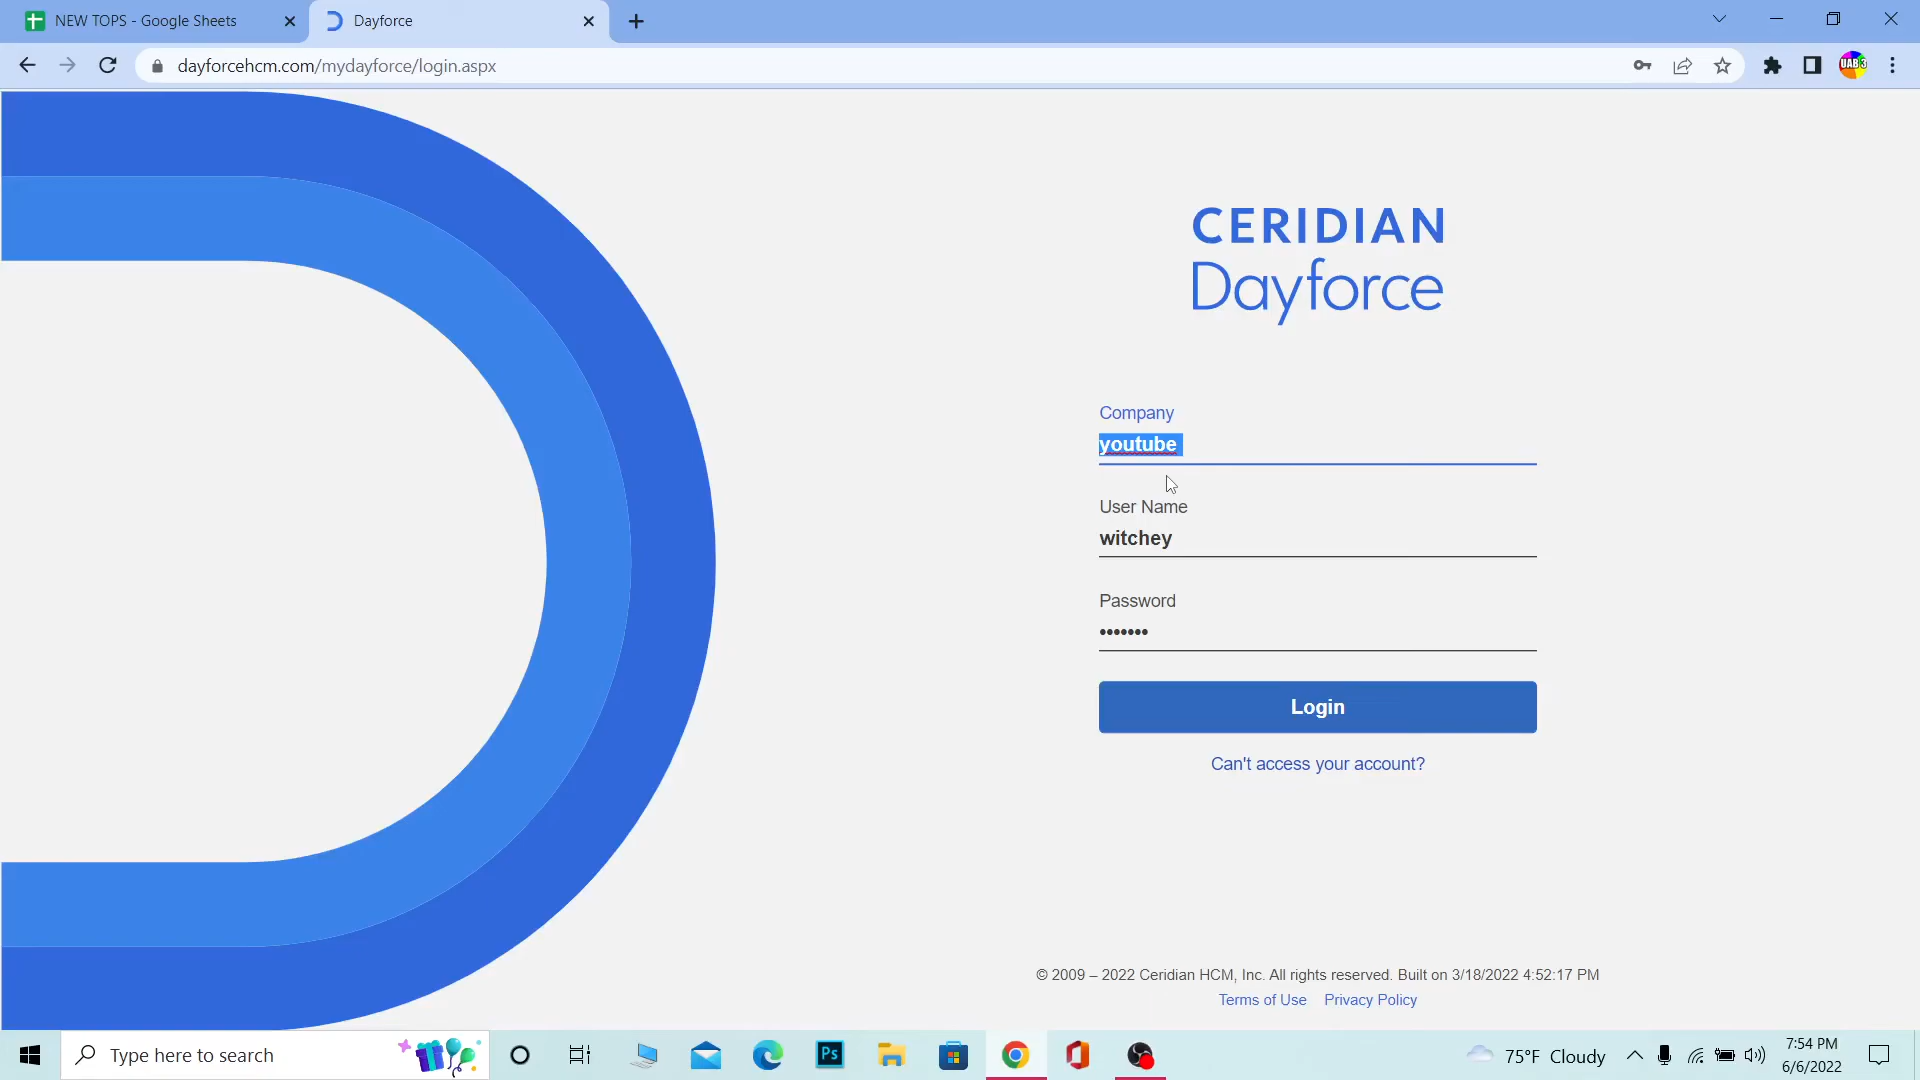 NEW TOPS - Google Sheets
Dayforce
dayforcehcm.com/mydayforce/login.aspx
UAB 3
CERIDIAN
Dayforce
Company
youtube
User Name
witchey
Password
•••••••
Login
Can't access your account?
© 2009 – 2022 Ceridian HCM, Inc. All rights reserved. Built on 3/18/2022 4:52:17 PM
Terms of Use Privacy Policy
Type here to search
Ps
75°F Cloudy
7:54 PM
6/6/2022